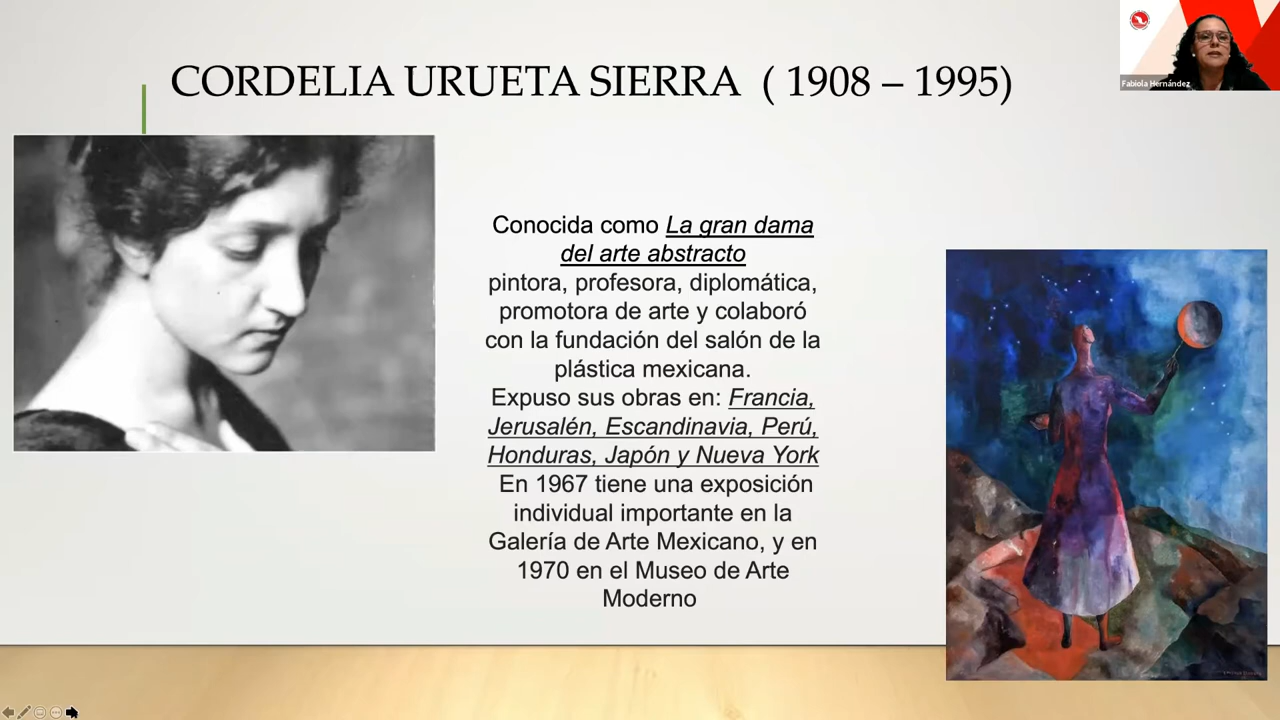 CORDELIA URUETA SIERRA ( 1908 – 1995)
Fabiola Hernández
Conocida como La gran dama
del arte abstracto
pintora, profesora, diplomática,
promotora de arte y colaboró
con la fundación del salón de la
plástica mexicana.
Expuso sus obras en: Francia,
Jerusalén, Escandinavia, Perú,
Honduras, Japón y Nueva York
En 1967 tiene una exposición
individual importante en la
Galería de Arte Mexicano, y en
1970 en el Museo de Arte
Moderno